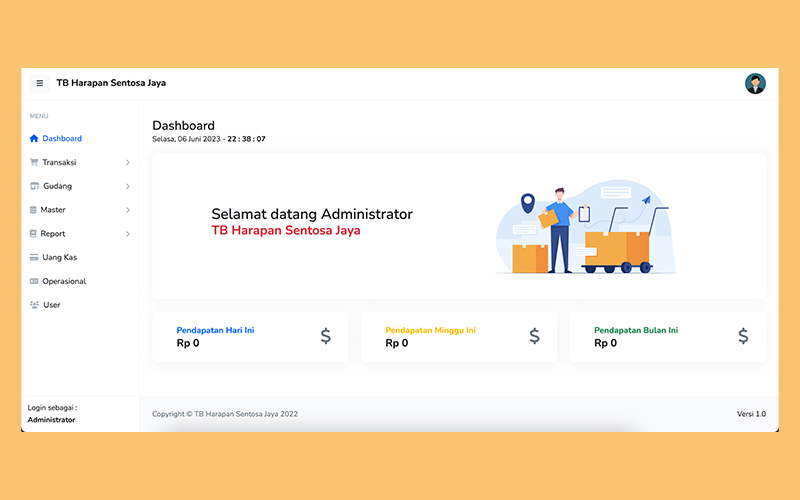 TB Harapan Sentosa Jaya
MENU
Dashboard
Transaksi
Gudang
Master
Report
Uang Kas
Operasional
User
Login sebagai :
Administrator
Dashboard
Selasa, 06 Juni 2023 - 22 : 38 : 07
Selamat datang Administrator
TB Harapan Sentosa Jaya
Pendapatan Hari Ini
Rp 0
$
Pendapatan Minggu Ini
Rp 0
$
Pendapatan Bulan Ini
Rp 0
$
Copyright © TB Harapan Sentosa Jaya 2022
Versi 1.0